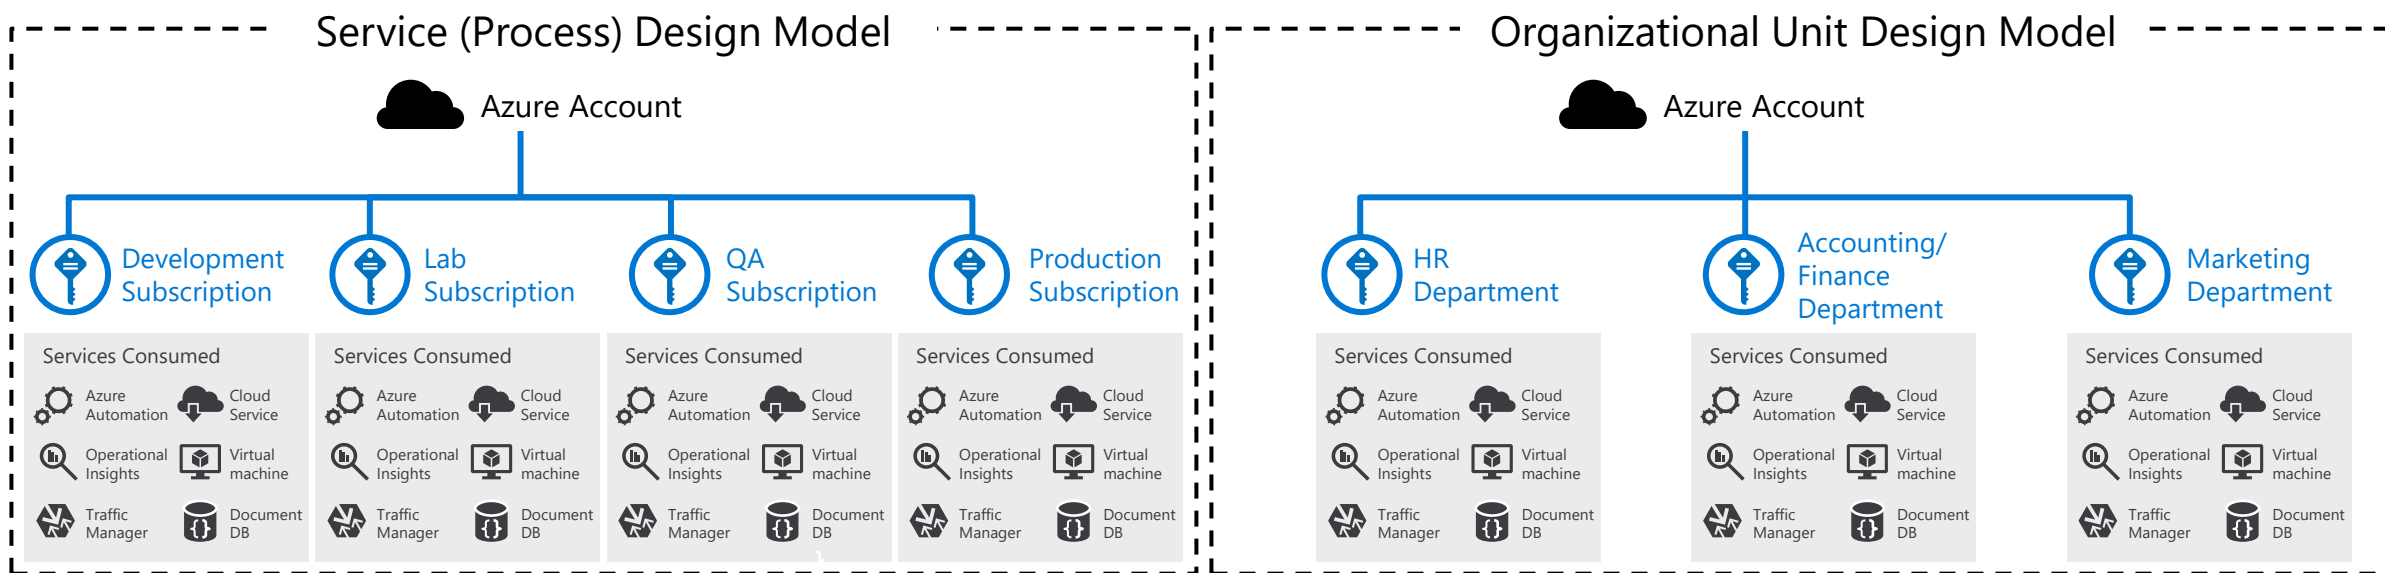 Service (Process) Design Model
Azure Account
Development
Subscription
Lab
Subscription
QA
Subscription
Production
Subscription
Services Consumed
Azure
Automation
Cloud
Service
Operational
Insights
Virtual
machine
Traffic
Manager
Document
DB
Services Consumed
Azure
Automation
Cloud
Service
Operational
Insights
Virtual
machine
Traffic
Manager
Document
DB
Services Consumed
Azure
Automation
Cloud
Service
Operational
Insights
Virtual
machine
Traffic
Manager
Document
DB
Services Consumed
Azure
Automation
Cloud
Service
Operational
Insights
Virtual
machine
Traffic
Manager
Document
DB
Organizational Unit Design Model
Azure Account
HR
Department
Accounting/
Finance
Department
Marketing
Department
Services Consumed
Azure
Automation
Cloud
Service
Operational
Insights
Virtual
machine
Traffic
Manager
Document
DB
Services Consumed
Azure
Automation
Cloud
Service
Operational
Insights
Virtual
machine
Traffic
Manager
Document
DB
Services Consumed
Azure
Automation
Cloud
Service
Operational
Insights
Virtual
machine
Traffic
Manager
Document
DB